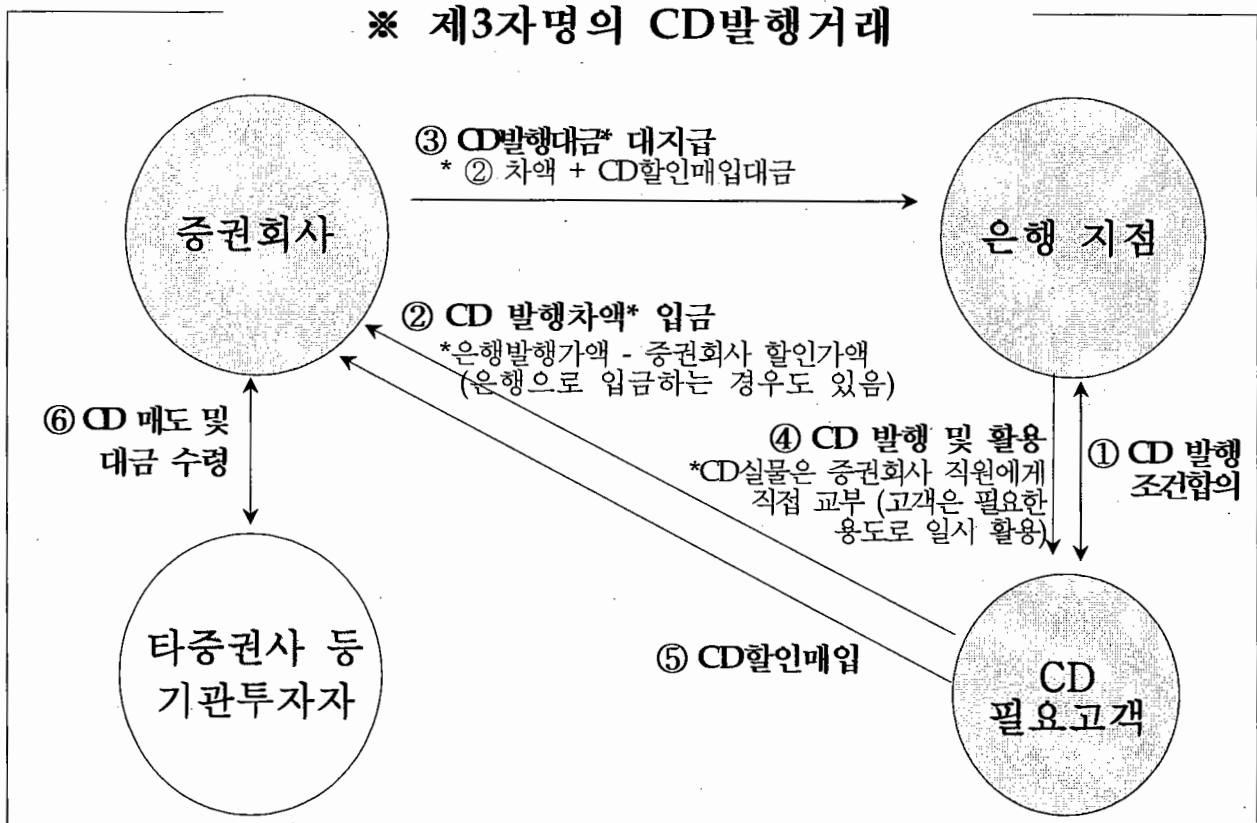 ※ 제3자명의 CD발행거래
③ CD발행대금* 대지급
* ② 차액 + CD할인매입대금
증권회사
은행 지점
② CD 발행차액* 입금
*은행발행가액 - 증권회사 할인가액
(은행으로 입금하는 경우도 있음)
⑥ CD 매도 및
대금 수령
④ CD 발행 및 활용
*CD실물은 증권회사 직원에게
직접 교부 (고객은 필요한
용도로 일시 활용)
① CD 발행
조건합의
타증권사 등
기관투자자
⑤ CD할인매입
CD
필요고객